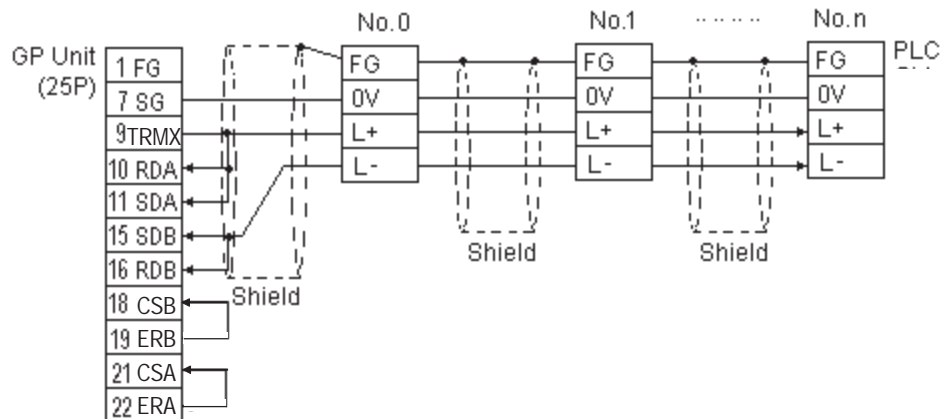 No.0
No.1
.. .. .. ..
No.n
GP Unit
(25P)
1 FG
7 SG
9TRMX
10 RDA
11 SDA
15 SDB
16 RDB
18 CSB
19 ERB
21 CSA
22 ERA
Shield
FG
0V
L+
L-
Shield
FG
0V
L+
L-
Shield
FG
0V
L+
L-
PLC